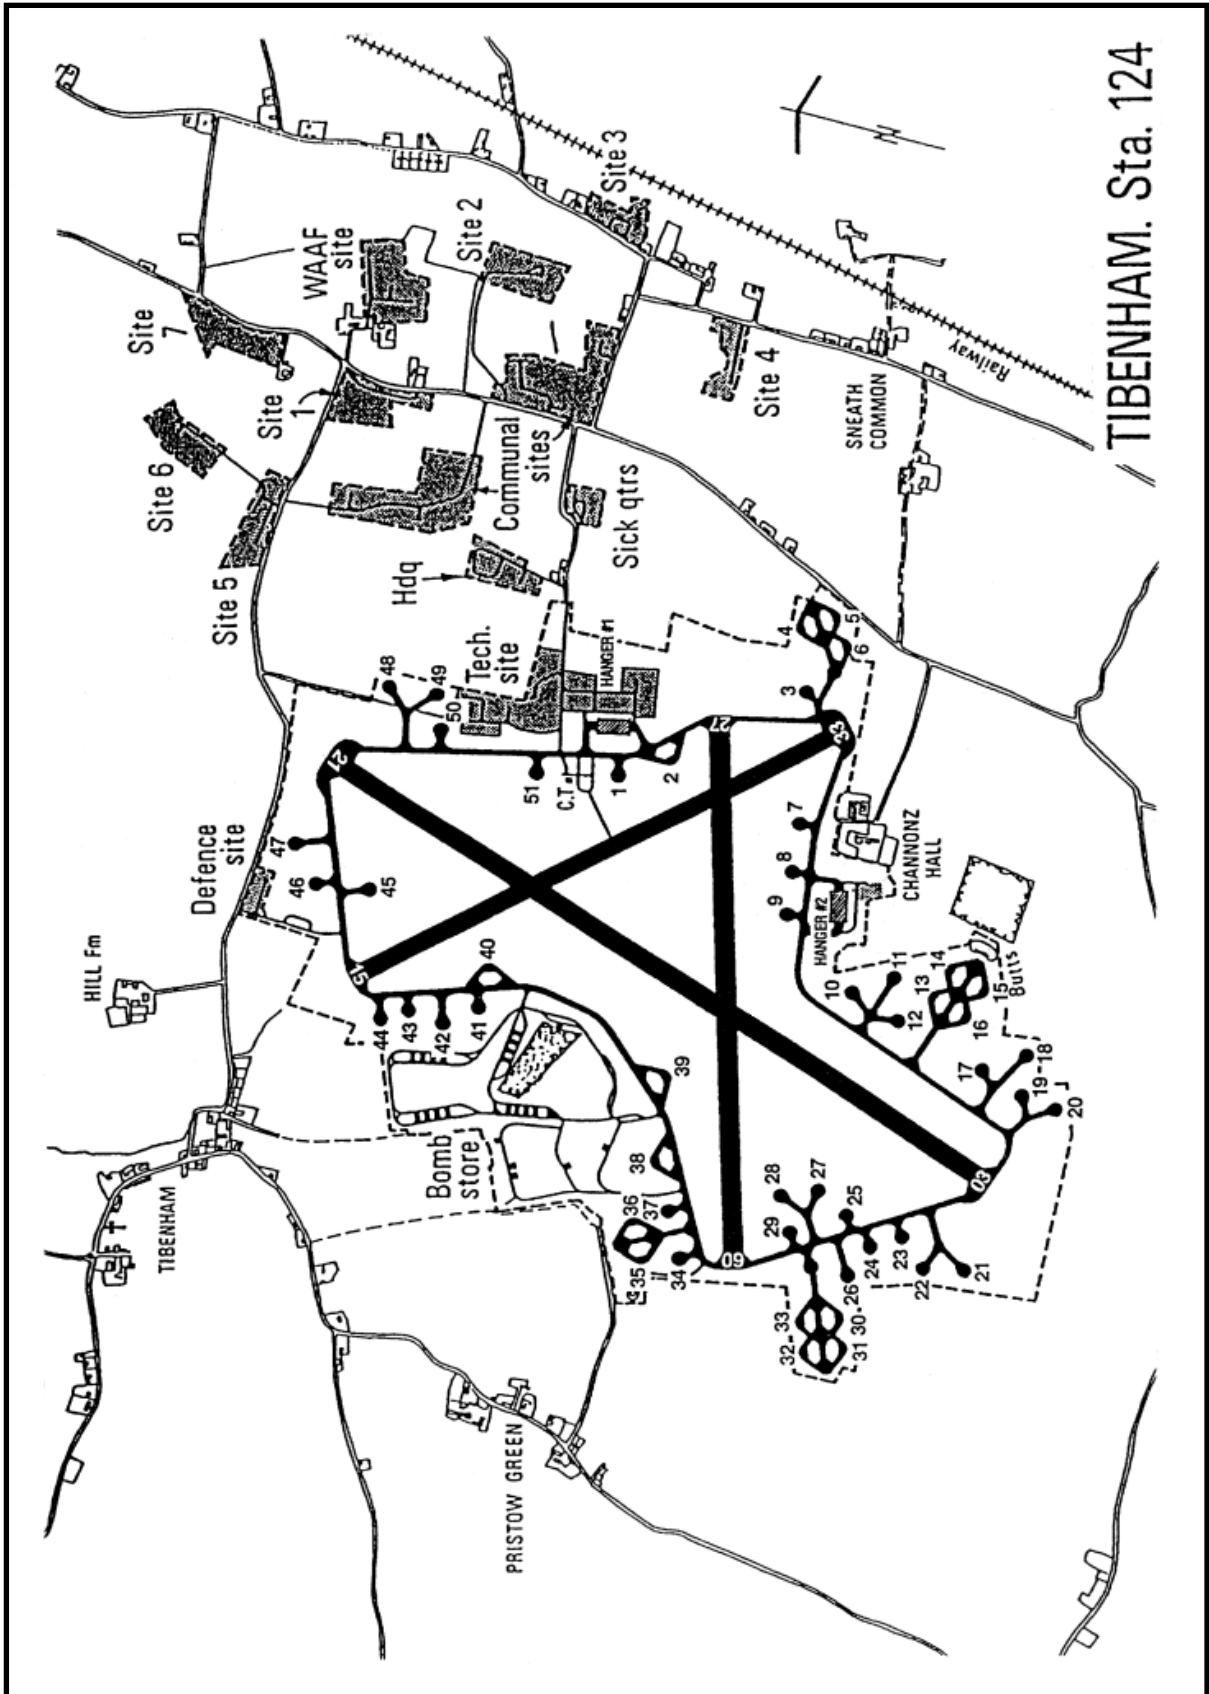 TIBENHAM. Sta. 124
N
Railway
Site 3
Site 2
WAAF
site
Site
7
Site
1
Site 6
Site 5
Site 4
SNEATH
COMMON
Communal
sites
Sick qtrs
Hdq
Tech.
site
HANGER #1
Defence
site
HILL Fm
TIBENHAM
PRISTOW GREEN
Bomb
store
C.T.
CHANNONZ
HALL
HANGER #2
Butts
21
15
27
33
09
03
1
2
3
4
5
6
7
8
9
10
11
12
13
14
15
16
17
18
19
20
21
22
23
24
25
26
27
28
29
30
31
32
33
34
35
36
37
38
39
40
41
42
43
44
45
46
47
48
49
50
51